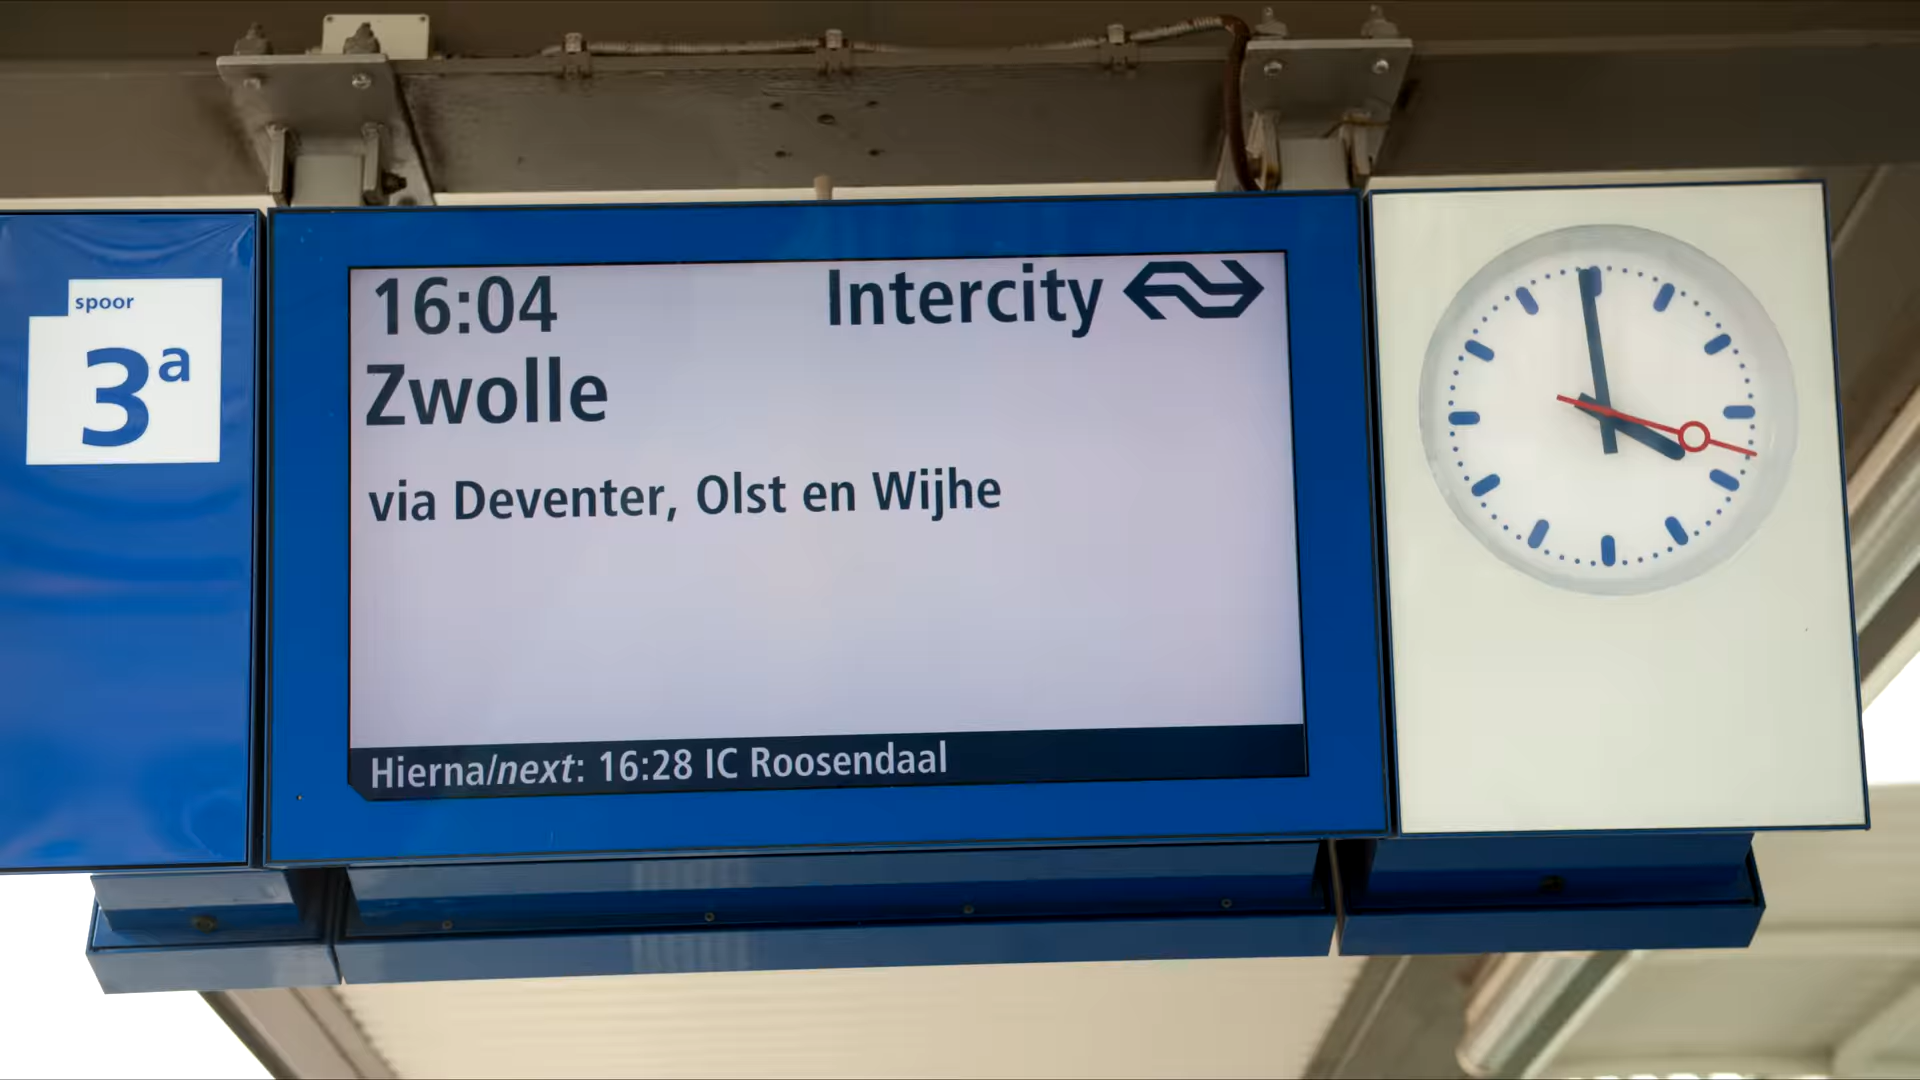 spoor
3a
16:04 Intercity
Zwolle
via Deventer, Olst en Wijhe
Hierna/next: 16:28 IC Roosendaal